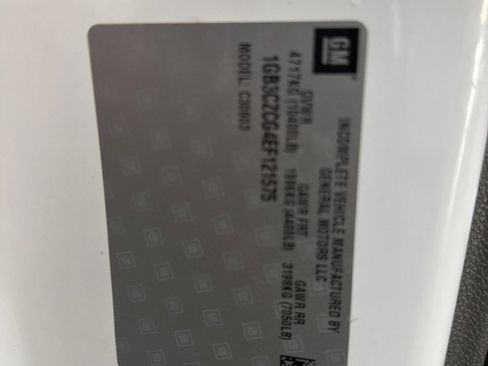 GM
INCOMPLETE VEHICLE MANUFACTURED BY
GENERAL MOTORS LLC
GVWR GAWR FRT GAWR RR
4717KG (10400LB) 1996KG (4400LB) 3198KG (7050LB)
1GB3CZCG4EF121575
MODEL: C30903